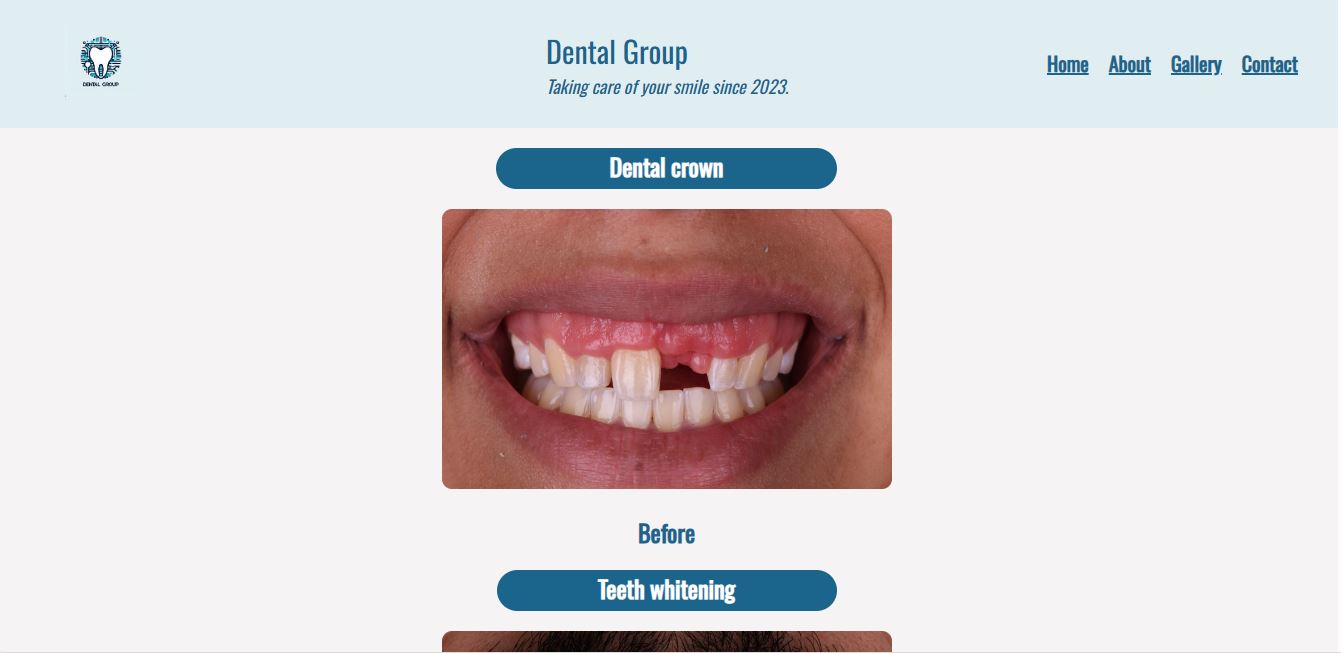 DENTAL GROUP
Dental Group
Taking care of your smile since 2023.
Home About Gallery Contact
Dental crown
Before
Teeth whitening